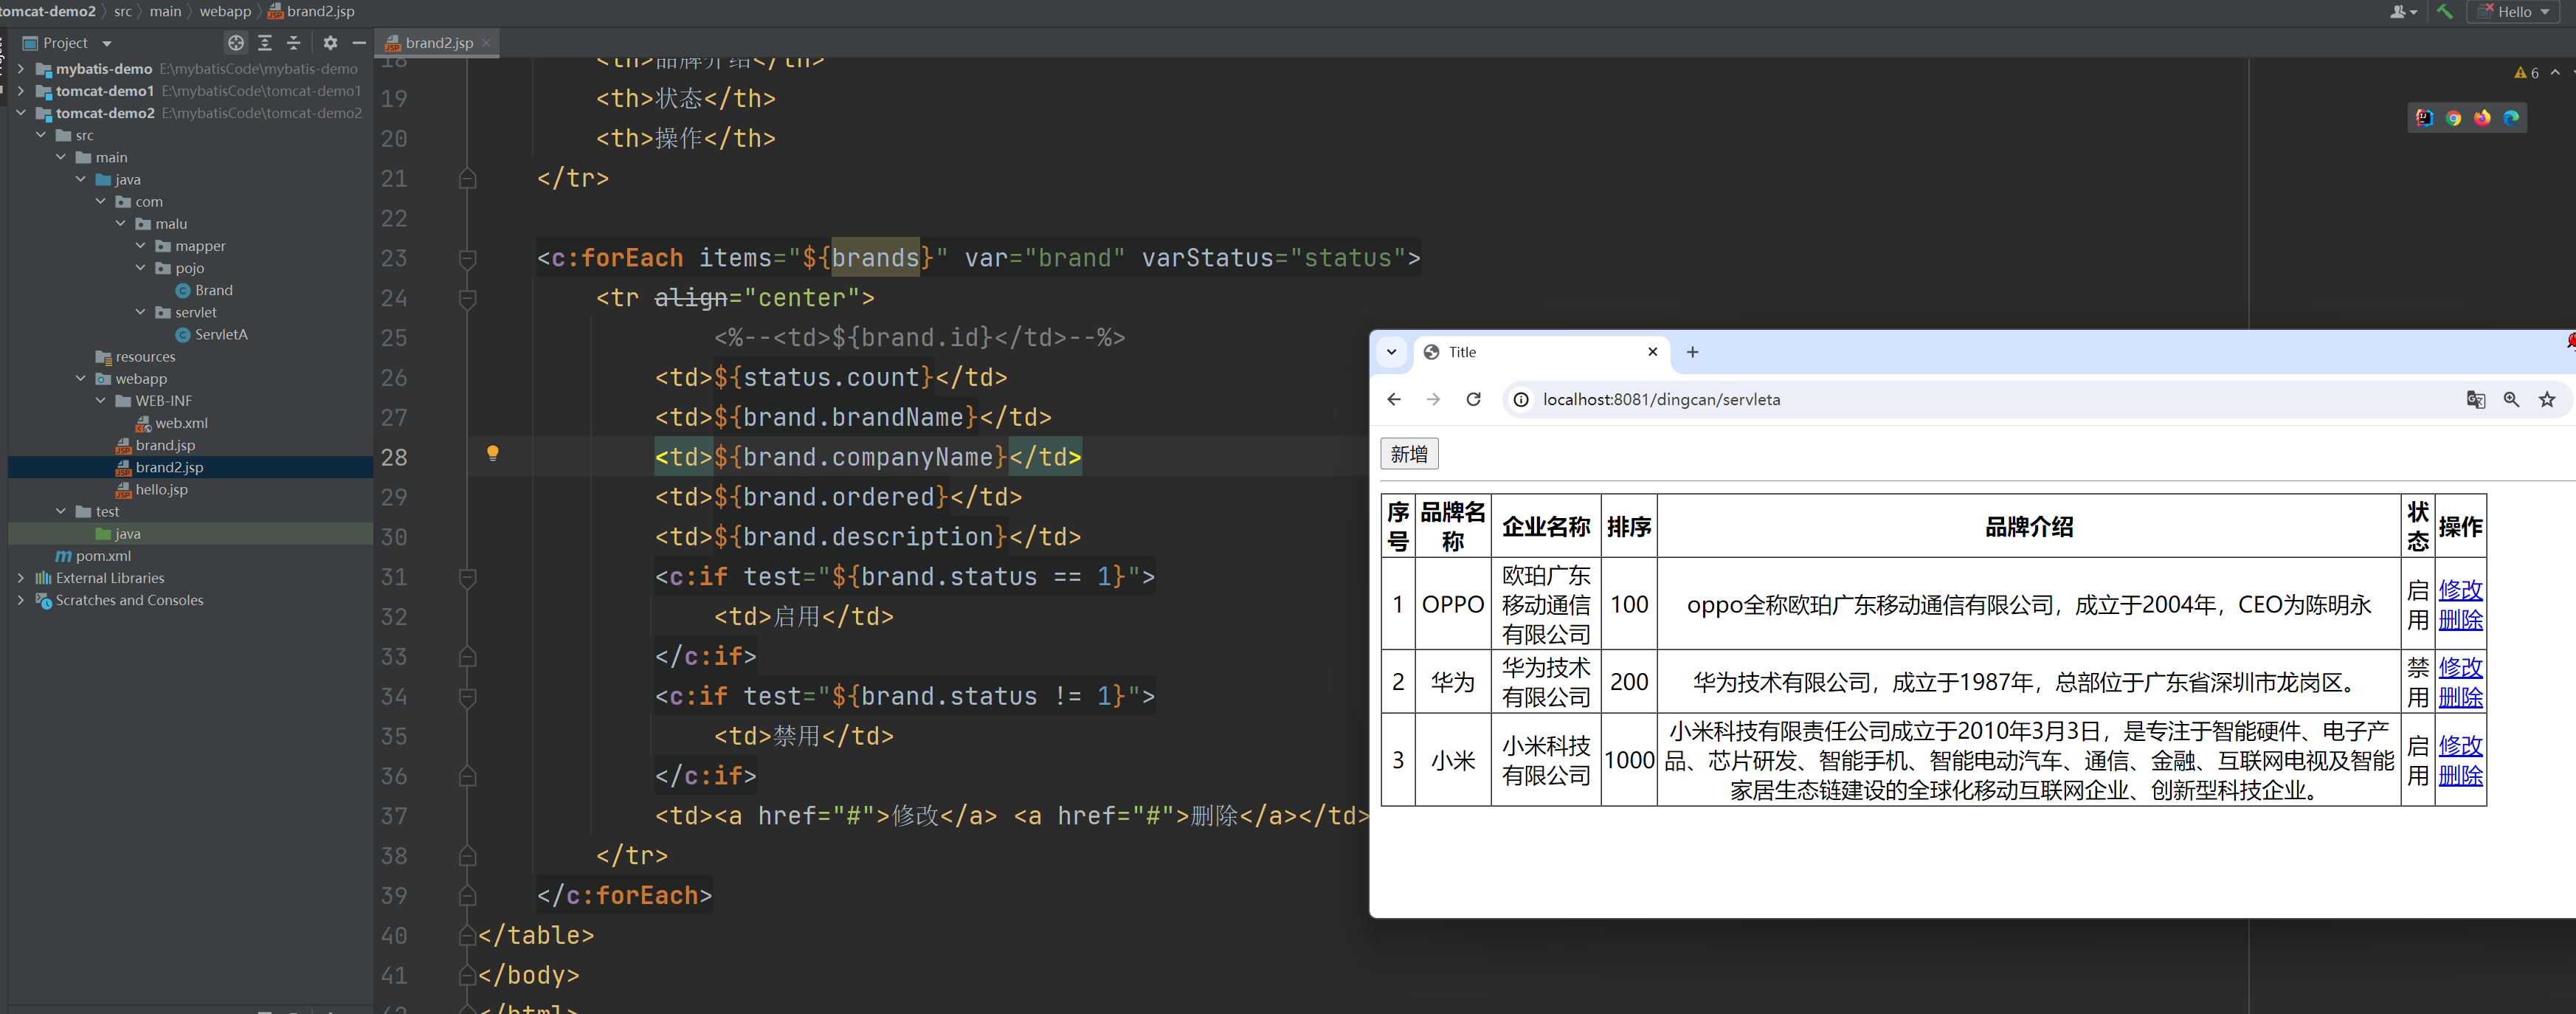 tomcat-demo2 src main webapp brand2.jsp
Hello
Project
brand2.jsp
mybatis-demo E:\mybatisCode\mybatis-demo
tomcat-demo1 E:\mybatisCode\tomcat-demo1
tomcat-demo2 E:\mybatisCode\tomcat-demo2
src
main
java
com
malu
mapper
pojo
Brand
servlet
ServletA
resources
webapp
WEB-INF
web.xml
brand.jsp
brand2.jsp
hello.jsp
test
java
pom.xml
External Libraries
Scratches and Consoles
6
18 <th>品牌介绍</th>
19 <th>状态</th>
20 <th>操作</th>
21 </tr>
22
23 <c:forEach items="${brands}" var="brand" varStatus="status">
24 <tr align="center">
25 <%--<td>${brand.id}</td>--%>
26 <td>${status.count}</td>
27 <td>${brand.brandName}</td>
28 <td>${brand.companyName}</td>
29 <td>${brand.ordered}</td>
30 <td>${brand.description}</td>
31 <c:if test="${brand.status == 1}">
32 <td>启用</td>
33 </c:if>
34 <c:if test="${brand.status != 1}">
35 <td>禁用</td>
36 </c:if>
37 <td><a href="#">修改</a> <a href="#">删除</a></td>
38 </tr>
39 </c:forEach>
40 </table>
41 </body>
42 </html>
Title
localhost:8081/dingcan/servleta
新增
序号 品牌名称 企业名称 排序 品牌介绍 状态 操作
1 OPPO 欧珀广东移动通信有限公司 100 oppo全称欧珀广东移动通信有限公司，成立于2004年，CEO为陈明永 启用 修改 删除
2 华为 华为技术有限公司 200 华为技术有限公司，成立于1987年，总部位于广东省深圳市龙岗区。 禁用 修改 删除
3 小米 小米科技有限公司 1000 小米科技有限责任公司成立于2010年3月3日，是专注于智能硬件、电子产品、芯片研发、智能手机、智能电动汽车、通信、金融、互联网电视及智能家居生态链建设的全球化移动互联网企业、创新型科技企业。 启用 修改 删除